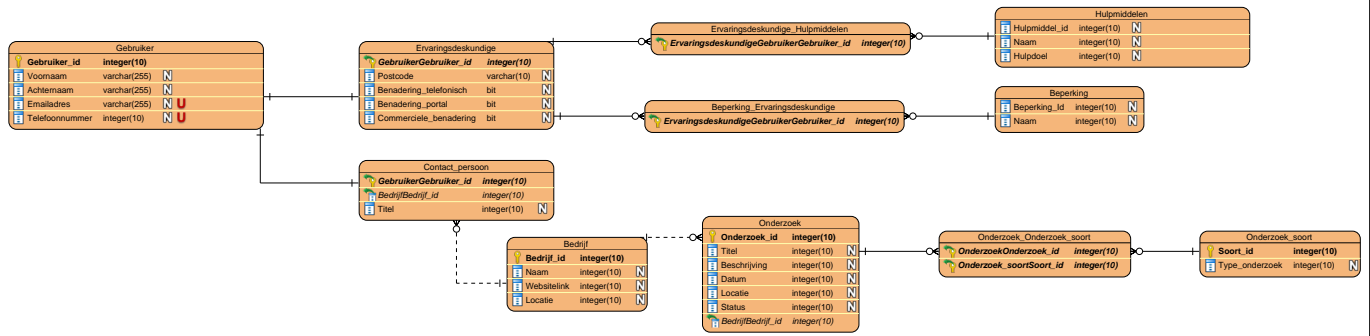 Gebruiker
Gebruiker_id integer(10)
Voornaam varchar(255) N
Achternaam varchar(255) N
Emailadres varchar(255) N U
Telefoonnummer integer(10) N U
Ervaringsdeskundige
GebruikerGebruiker_id integer(10)
Postcode varchar(10) N
Benadering_telefonisch bit N
Benadering_portal bit N
Commerciele_benadering bit N
Ervaringsdeskundige_Hulpmiddelen
ErvaringsdeskundigeGebruikerGebruiker_id integer(10)
Hulpmiddelen
Hulpmiddel_id integer(10) N
Naam integer(10) N
Hulpdoel integer(10) N
Beperking_Ervaringsdeskundige
ErvaringsdeskundigeGebruikerGebruiker_id integer(10)
Beperking
Beperking_Id integer(10) N
Naam integer(10) N
Contact_persoon
GebruikerGebruiker_id integer(10)
BedrijfBedrijf_id integer(10)
Titel integer(10) N
Bedrijf
Bedrijf_id integer(10)
Naam integer(10) N
Websitelink integer(10) N
Locatie integer(10) N
Onderzoek
Onderzoek_id integer(10)
Titel integer(10) N
Beschrijving integer(10) N
Datum integer(10) N
Locatie integer(10) N
Status integer(10) N
BedrijfBedrijf_id integer(10)
Onderzoek_Onderzoek_soort
OnderzoekOnderzoek_id integer(10)
Onderzoek_soortSoort_id integer(10)
Onderzoek_soort
Soort_id integer(10)
Type_onderzoek integer(10) N